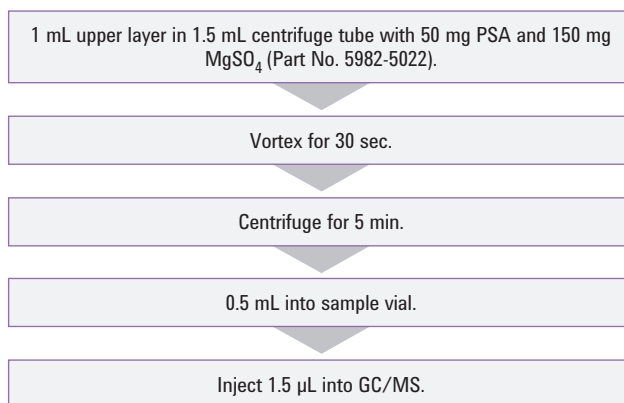 1 mL upper layer in 1.5 mL centrifuge tube with 50 mg PSA and 150 mg
MgSO₄ (Part No. 5982-5022).
Vortex for 30 sec.
Centrifuge for 5 min.
0.5 mL into sample vial.
Inject 1.5 µL into GC/MS.